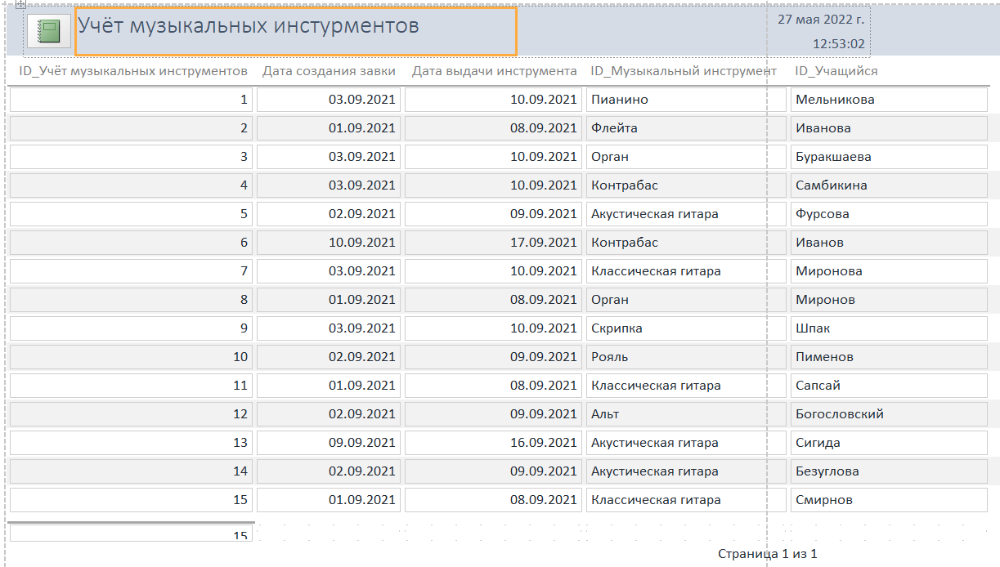 Учёт музыкальных инстурментов
27 мая 2022 г.
12:53:02
ID_Учёт музыкальных инструментов Дата создания завки Дата выдачи инструмента ID_Музыкальный инструмент ID_Учащийся
1 03.09.2021 10.09.2021 Пианино Мельникова
2 01.09.2021 08.09.2021 Флейта Иванова
3 03.09.2021 10.09.2021 Орган Буракшаева
4 03.09.2021 10.09.2021 Контрабас Самбикина
5 02.09.2021 09.09.2021 Акустическая гитара Фурсова
6 10.09.2021 17.09.2021 Контрабас Иванов
7 03.09.2021 10.09.2021 Классическая гитара Миронова
8 01.09.2021 08.09.2021 Орган Миронов
9 03.09.2021 10.09.2021 Скрипка Шпак
10 02.09.2021 09.09.2021 Рояль Пименов
11 01.09.2021 08.09.2021 Классическая гитара Сапсай
12 02.09.2021 09.09.2021 Альт Богословский
13 09.09.2021 16.09.2021 Акустическая гитара Сигида
14 02.09.2021 09.09.2021 Акустическая гитара Безуглова
15 01.09.2021 08.09.2021 Классическая гитара Смирнов
15
Страница 1 из 1